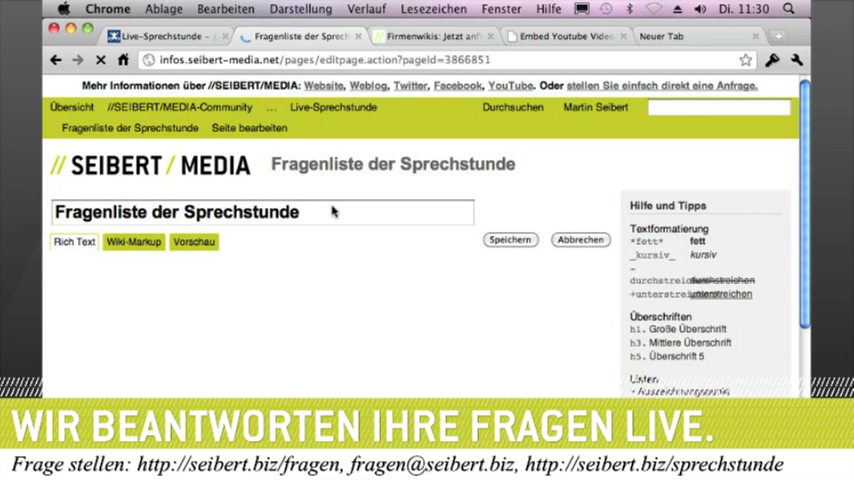 Chrome Ablage Bearbeiten Darstellung Verlauf Lesezeichen Fenster Hilfe Di. 11:30
Live-Sprechstunde – / Fragenliste der Sprech Firmenwikis: Jetzt anf Embed Youtube Video Neuer Tab
infos.seibert-media.net/pages/editpage.action?pageId=3866851
Mehr Informationen über //SEIBERT/MEDIA: Website, Weblog, Twitter, Facebook, YouTube. Oder stellen Sie einfach direkt eine Anfrage.
Übersicht //SEIBERT/MEDIA-Community ... Live-Sprechstunde Durchsuchen Martin Seibert
Fragenliste der Sprechstunde Seite bearbeiten
// SEIBERT / MEDIA Fragenliste der Sprechstunde
Fragenliste der Sprechstunde
Rich Text Wiki-Markup Vorschau Speichern Abbrechen
Hilfe und Tipps
Textformatierung
*fett* fett
_kursiv_ kursiv
-
durchstreichen
+unterstrei unterstreichen
Überschriften
h1. Große Überschrift
h3. Mittlere Überschrift
h5. Überschrift 5
Listen
* Aufzeichnungspunkt
WIR BEANTWORTEN IHRE FRAGEN LIVE.
Frage stellen: http://seibert.biz/fragen, fragen@seibert.biz, http://seibert.biz/sprechstunde